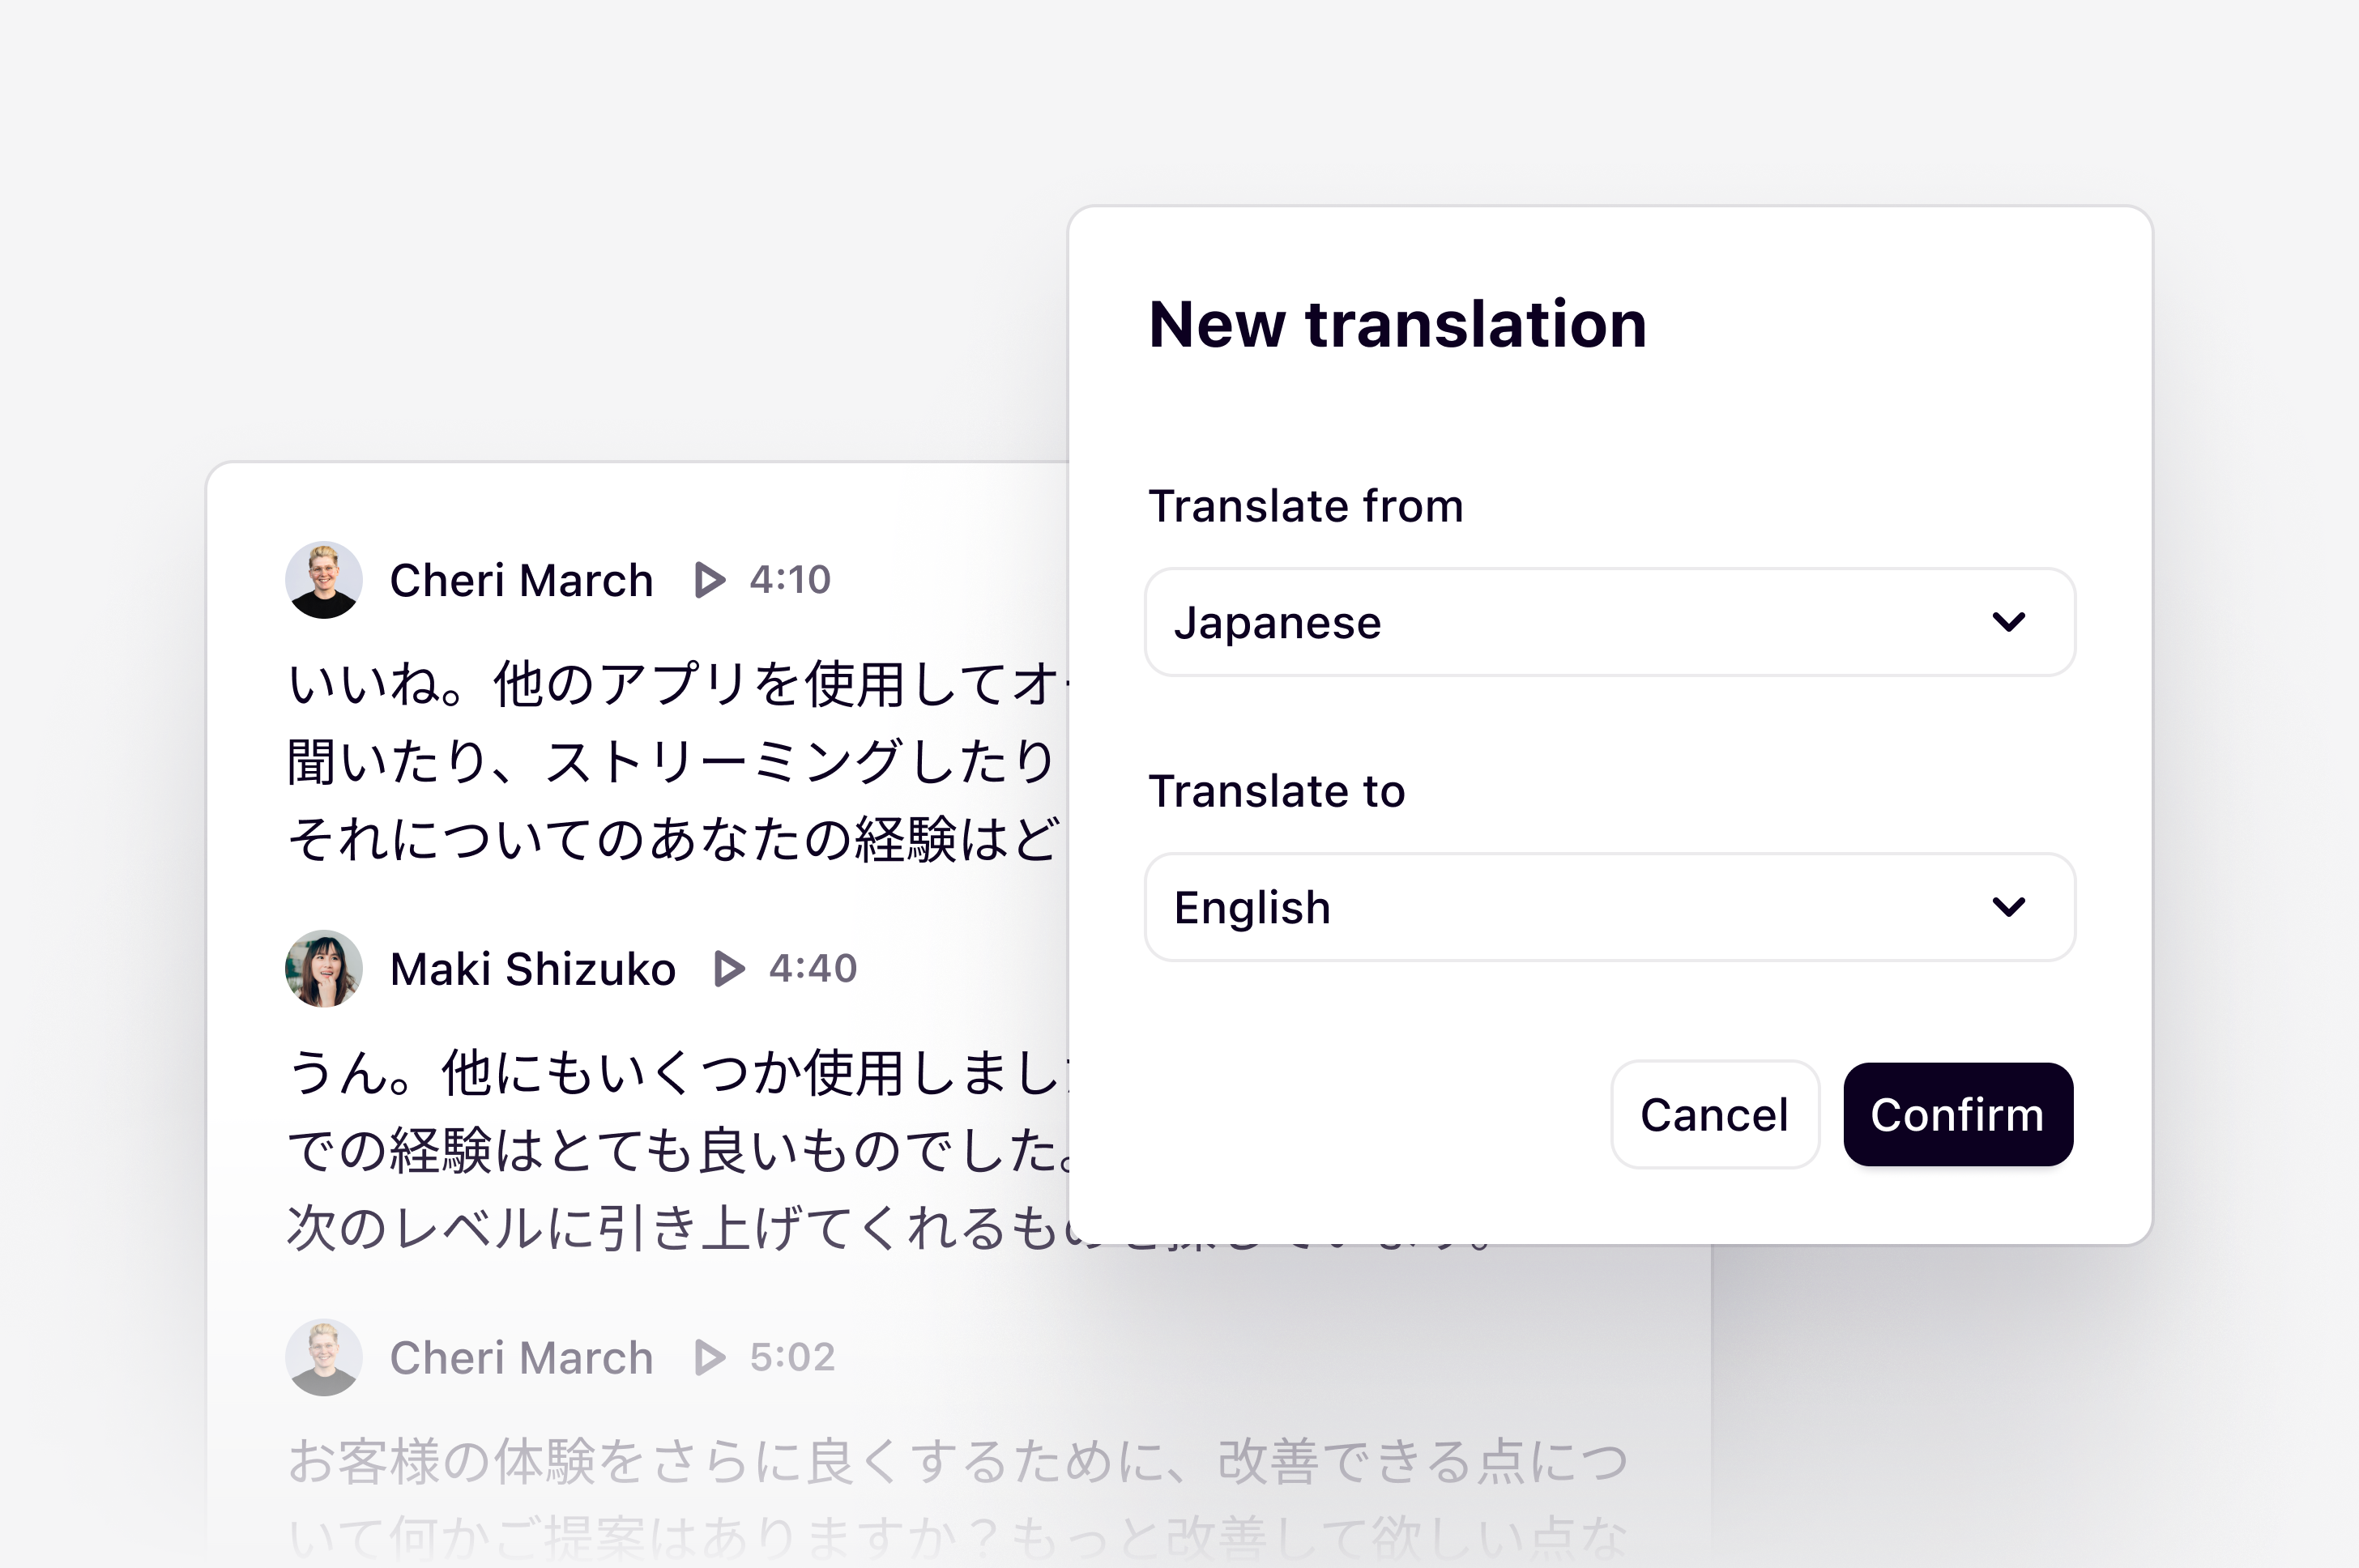 New translation
Translate from
Japanese
Translate to
English
Cancel
Confirm
Cheri March 4:10
いいね。他のアプリを使用してオ
聞いたり、ストリーミングしたり
それについてのあなたの経験はど
Maki Shizuko 4:40
うん。他にもいくつか使用しまし
での経験はとても良いものでした。
次のレベルに引き上げてくれるも
Cheri March 5:02
お客様の体験をさらに良くするために、改善できる点につ
いて何かご提案はありますか？もっと改善して欲しい点な